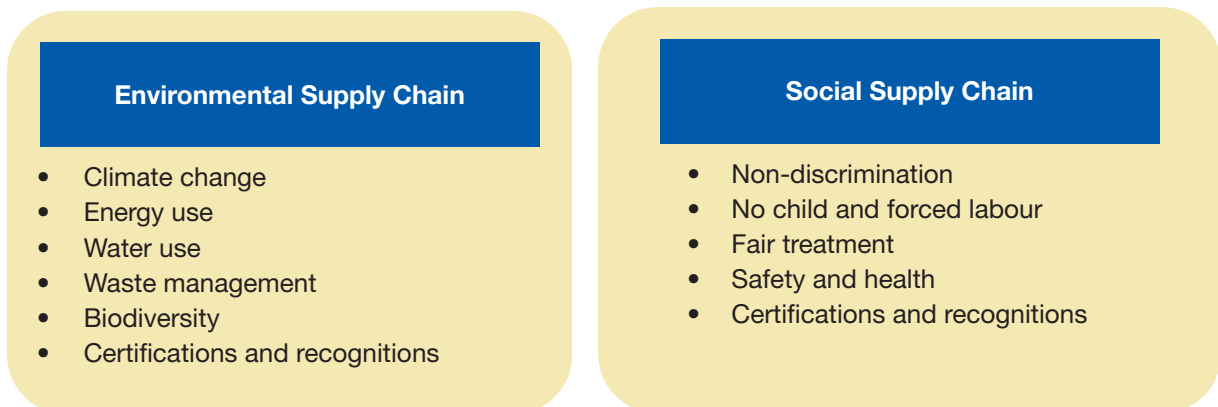 Environmental Supply Chain
• Climate change
• Energy use
• Water use
• Waste management
• Biodiversity
• Certifications and recognitions
Social Supply Chain
• Non-discrimination
• No child and forced labour
• Fair treatment
• Safety and health
• Certifications and recognitions